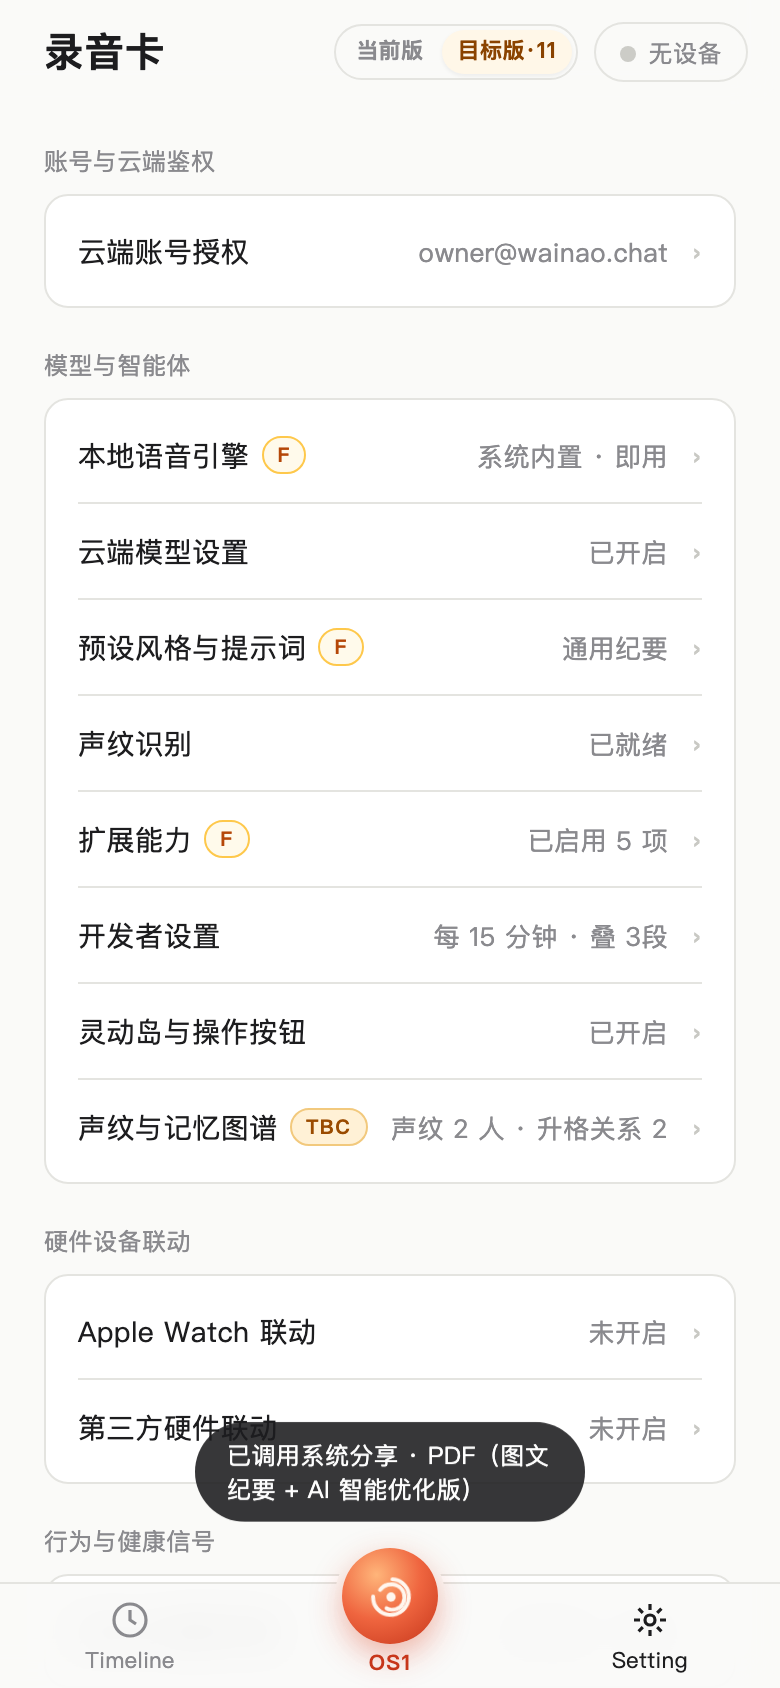 录音卡
当前版
目标版·11
无设备
账号与云端鉴权
云端账号授权 owner@wainao.chat ›
模型与智能体
本地语音引擎 F 系统内置 · 即用 ›
云端模型设置 已开启 ›
预设风格与提示词 F 通用纪要 ›
声纹识别 已就绪 ›
扩展能力 F 已启用 5 项 ›
开发者设置 每 15 分钟 · 叠 3段 ›
灵动岛与操作按钮 已开启 ›
声纹与记忆图谱 TBC 声纹 2 人 · 升格关系 2 ›
硬件设备联动
Apple Watch 联动 未开启 ›
第三方硬件联动 未开启 ›
已调用系统分享 · PDF（图文
纪要 + AI 智能优化版）
行为与健康信号
Timeline
OS1
Setting